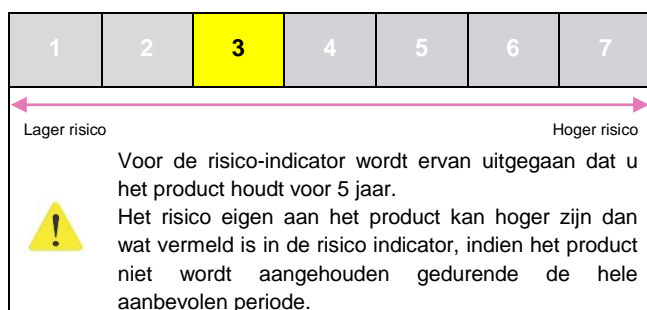 1 2 3 4 5 6 7
Lager risico Hoger risico
Voor de risico-indicator wordt ervan uitgegaan dat u
het product houdt voor 5 jaar.
Het risico eigen aan het product kan hoger zijn dan
wat vermeld is in de risico indicator, indien het product
niet wordt aangehouden gedurende de hele
aanbevolen periode.